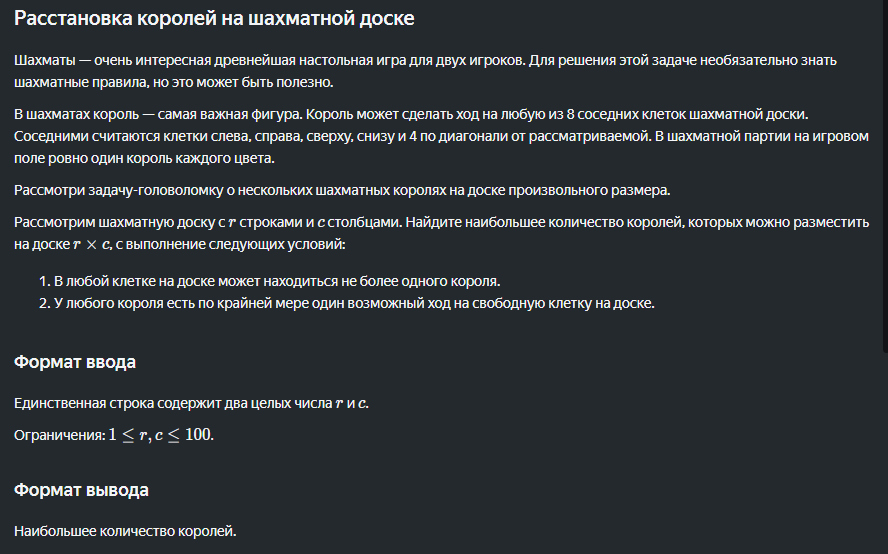 Расстановка королей на шахматной доске
Шахматы — очень интересная древнейшая настольная игра для двух игроков. Для решения этой задаче необязательно знать
шахматные правила, но это может быть полезно.
В шахматах король — самая важная фигура. Король может сделать ход на любую из 8 соседних клеток шахматной доски.
Соседними считаются клетки слева, справа, сверху, снизу и 4 по диагонали от рассматриваемой. В шахматной партии на игровом
поле ровно один король каждого цвета.
Рассмотри задачу-головоломку о нескольких шахматных королях на доске произвольного размера.
Рассмотрим шахматную доску с r строками и c столбцами. Найдите наибольшее количество королей, которых можно разместить
на доске r × c, с выполнение следующих условий:
1. В любой клетке на доске может находиться не более одного короля.
2. У любого короля есть по крайней мере один возможный ход на свободную клетку на доске.
Формат ввода
Единственная строка содержит два целых числа r и c.
Ограничения: 1 ≤ r, c ≤ 100.
Формат вывода
Наибольшее количество королей.